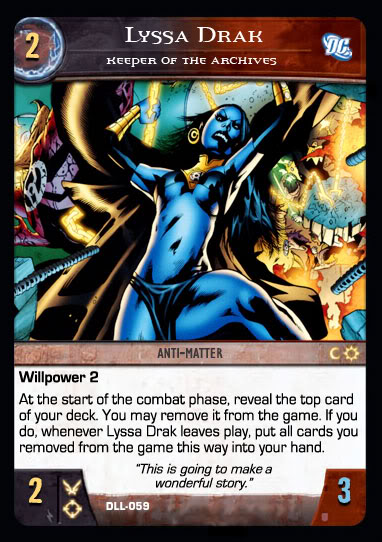 2
LYSSA DRAK
KEEPER OF THE ARCHIVES
DC
ANTI-MATTER
Willpower 2
At the start of the combat phase, reveal the top card
of your deck. You may remove it from the game. If you
do, whenever Lyssa Drak leaves play, put all cards you
removed from the game this way into your hand.
“This is going to make a
wonderful story.”
2
DLL-059
3